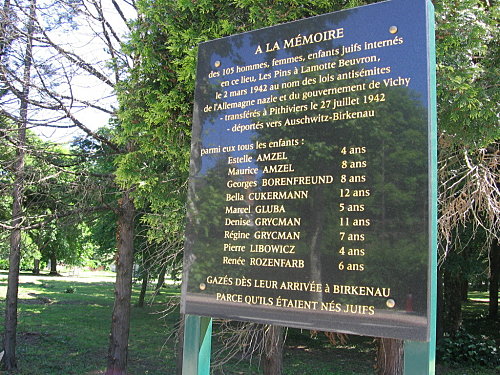 A LA MÉMOIRE
des 105 hommes, femmes, enfants juifs internés
en ce lieu, Les Pins à Lamotte Beuvron,
le 2 mars 1942 au nom des lois antisémites
de l'Allemagne nazie et du gouvernement de Vichy
- transférés à Pithiviers le 27 juillet 1942
- déportés vers Auschwitz-Birkenau
parmi eux tous les enfants :
Estelle AMZEL 4 ans
Maurice AMZEL 8 ans
Georges BORENFREUND 8 ans
Bella CUKERMANN 12 ans
Marcel GLUBA 5 ans
Denise GRYCMAN 11 ans
Régine GRYCMAN 7 ans
Pierre LIBOWICZ 4 ans
Renée ROZENFARB 6 ans
GAZÉS DÈS LEUR ARRIVÉE à BIRKENAU
PARCE QU'ILS ÉTAIENT NÉS JUIFS